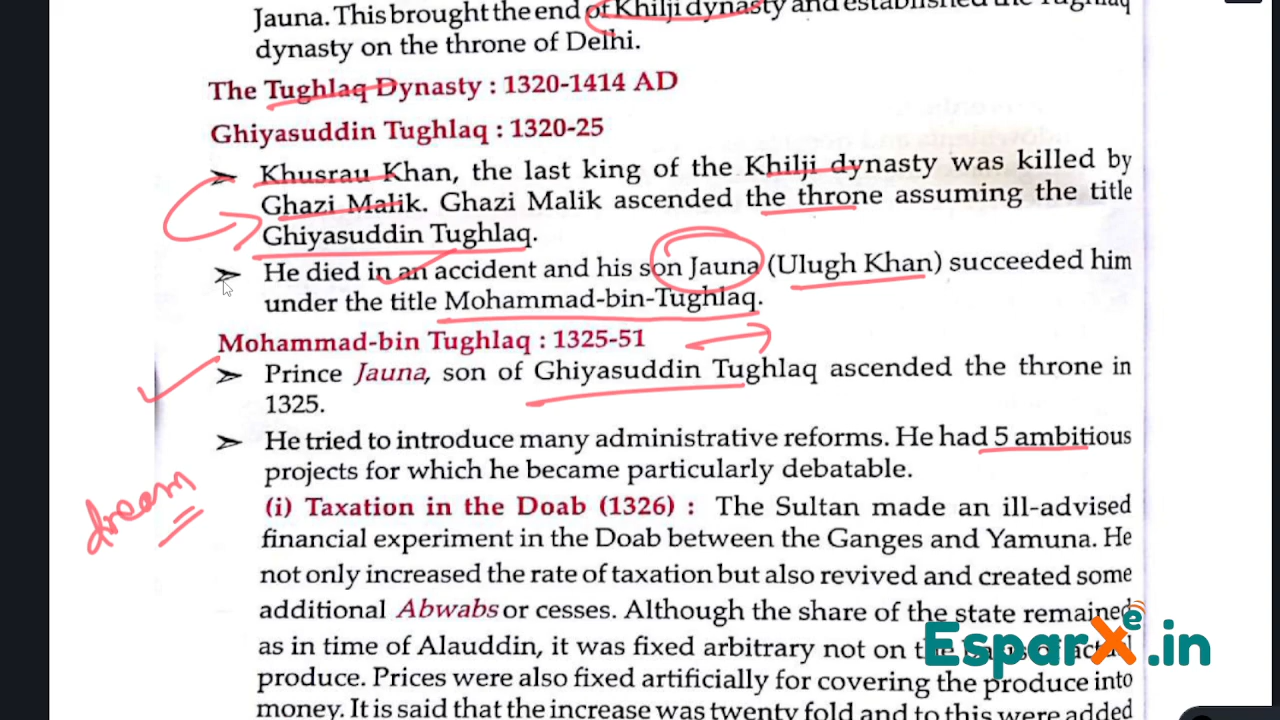 Jauna. This brought the end of Khilji dynasty and established the Tughlaq
dynasty on the throne of Delhi.
The Tughlaq Dynasty : 1320-1414 AD
Ghiyasuddin Tughlaq : 1320-25
➢ Khusrau Khan, the last king of the Khilji dynasty was killed by
Ghazi Malik. Ghazi Malik ascended the throne assuming the title
Ghiyasuddin Tughlaq.
➢ He died in an accident and his son Jauna (Ulugh Khan) succeeded him
under the title Mohammad-bin-Tughlaq.
Mohammad-bin Tughlaq : 1325-51
➢ Prince Jauna, son of Ghiyasuddin Tughlaq ascended the throne in
1325.
➢ He tried to introduce many administrative reforms. He had 5 ambitious
projects for which he became particularly debatable.
dream
(i) Taxation in the Doab (1326) : The Sultan made an ill-advised
financial experiment in the Doab between the Ganges and Yamuna. He
not only increased the rate of taxation but also revived and created some
additional Abwabs or cesses. Although the share of the state remained
as in time of Alauddin, it was fixed arbitrary not on the
produce. Prices were also fixed artificially for covering the produce into
money. It is said that the increase was twenty fold and to this were added
EsparXe.in